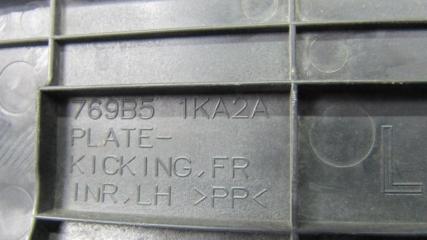 769B5 1KA2A
PLATE-
KICKING,FR
INR,LH >PP<
L